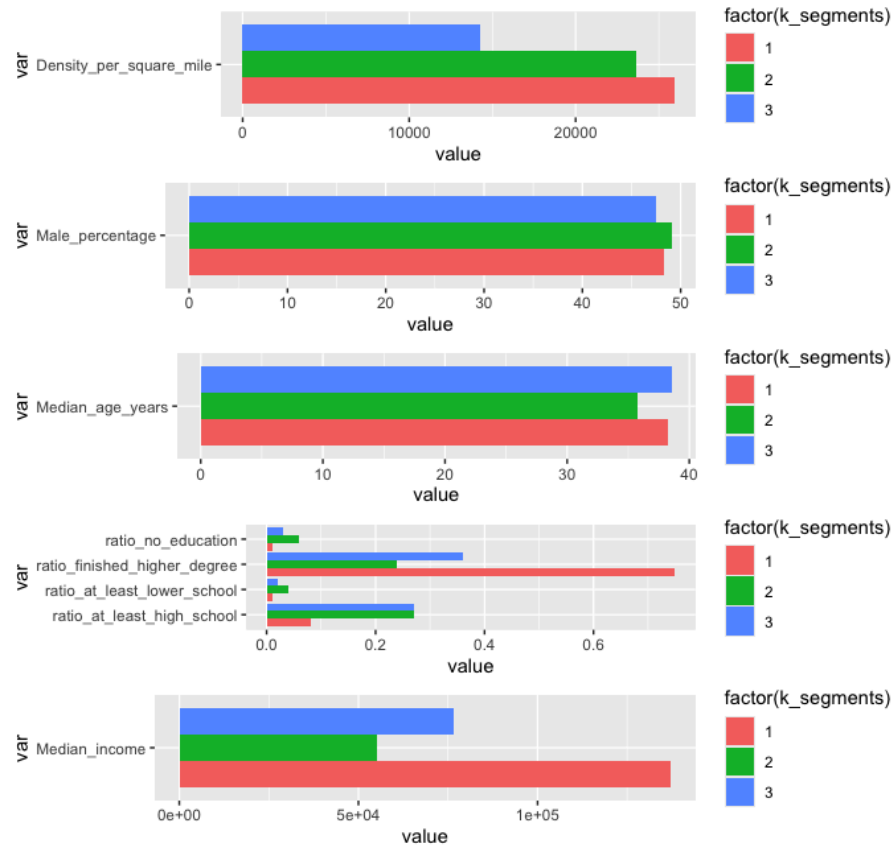 factor(k_segments)
var
Density_per_square_mile
1
2
3
0 10000 20000
value
factor(k_segments)
var
Male_percentage
1
2
3
0 10 20 30 40 50
value
factor(k_segments)
var
Median_age_years
1
2
3
0 10 20 30 40
value
factor(k_segments)
var
ratio_no_education
ratio_finished_higher_degree
ratio_at_least_lower_school
ratio_at_least_high_school
1
2
3
0.0 0.2 0.4 0.6
value
factor(k_segments)
var
Median_income
1
2
3
0e+00 5e+04 1e+05
value